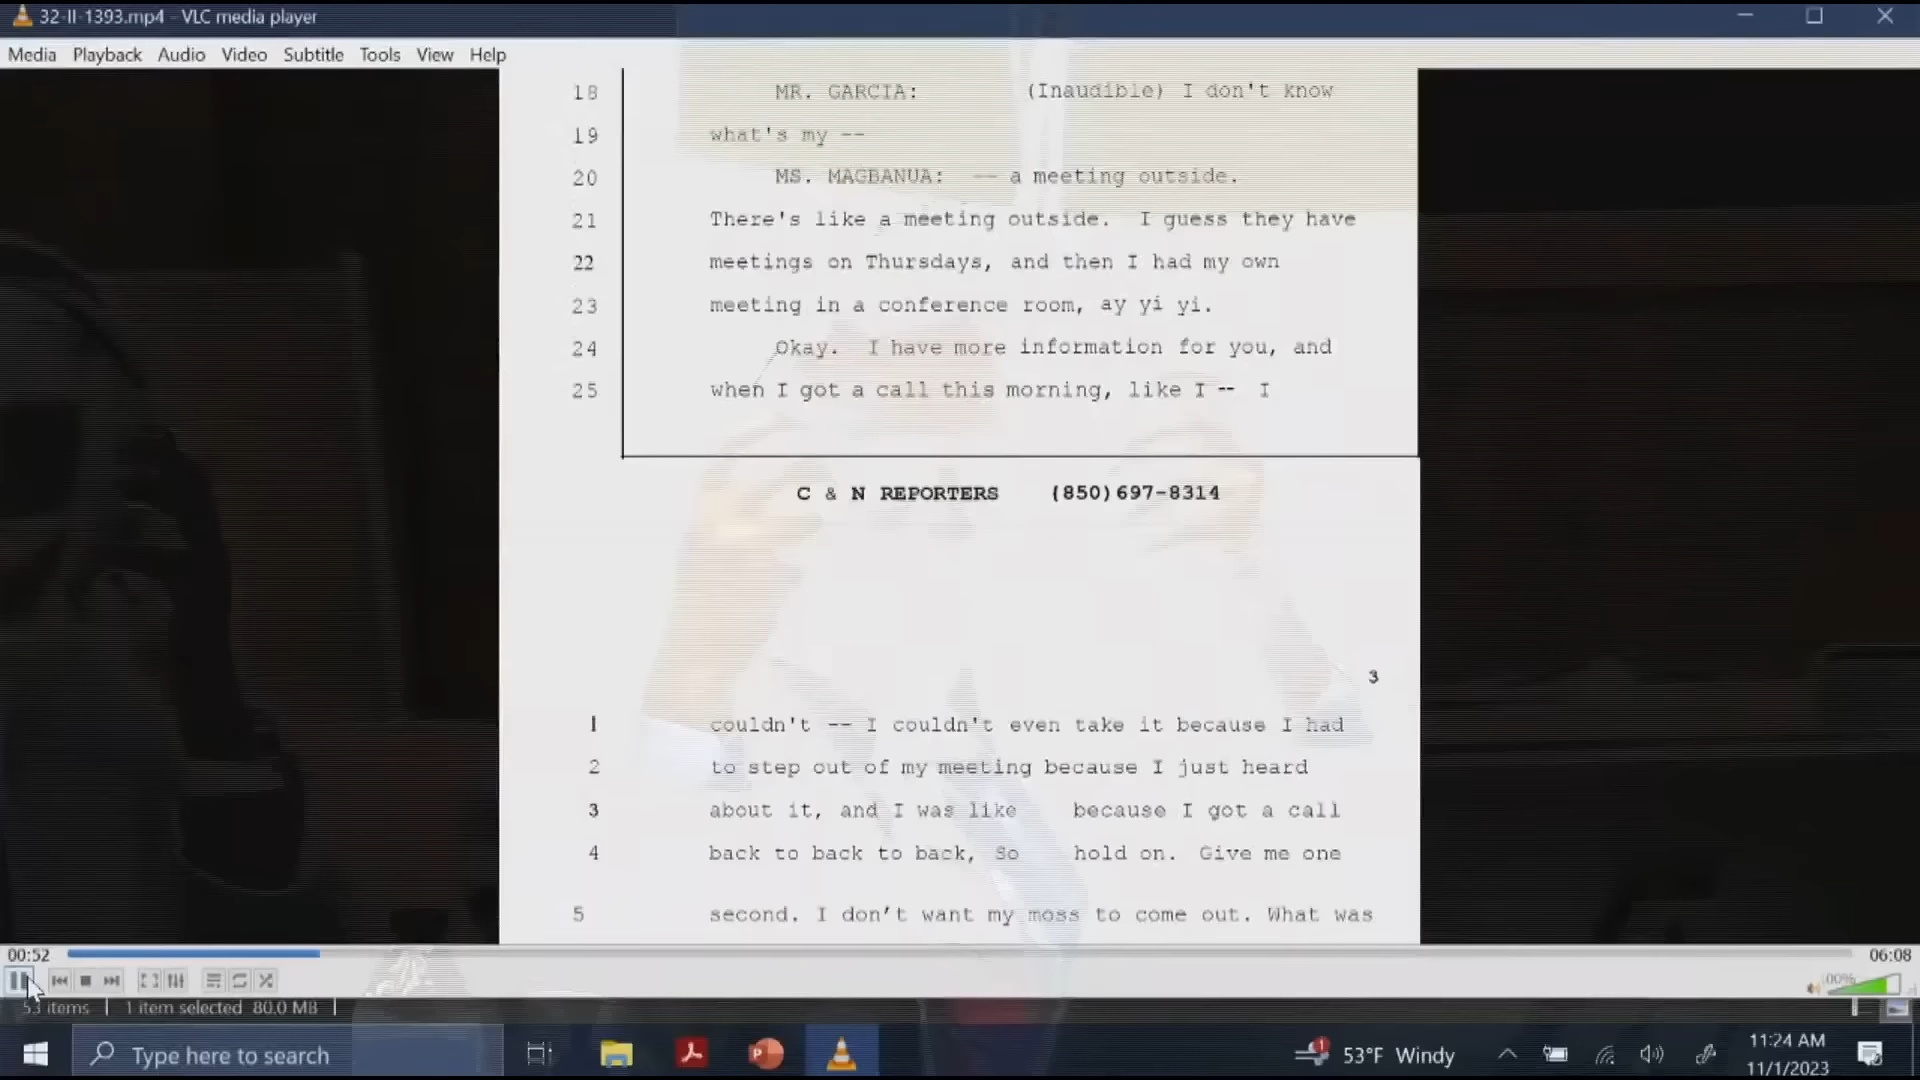 32-II-1393.mp4 - VLC media player
Media Playback Audio Video Subtitle Tools View Help
18 MR. GARCIA: (Inaudible) I don't know
19 what's my --
20 MS. MAGBANUA: -- a meeting outside.
21 There's like a meeting outside. I guess they have
22 meetings on Thursdays, and then I had my own
23 meeting in a conference room, ay yi yi.
24 Okay. I have more information for you, and
25 when I got a call this morning, like I -- I
C & N REPORTERS (850)697-8314
3
1 couldn't -- I couldn't even take it because I had
2 to step out of my meeting because I just heard
3 about it, and I was like because I got a call
4 back to back to back, So hold on. Give me one
5 second. I don't want my moss to come out. What was
00:52 06:08
00%
53 items 1 item selected 80.0 MB
Type here to search
1
53°F Windy
11:24 AM
11/1/2023